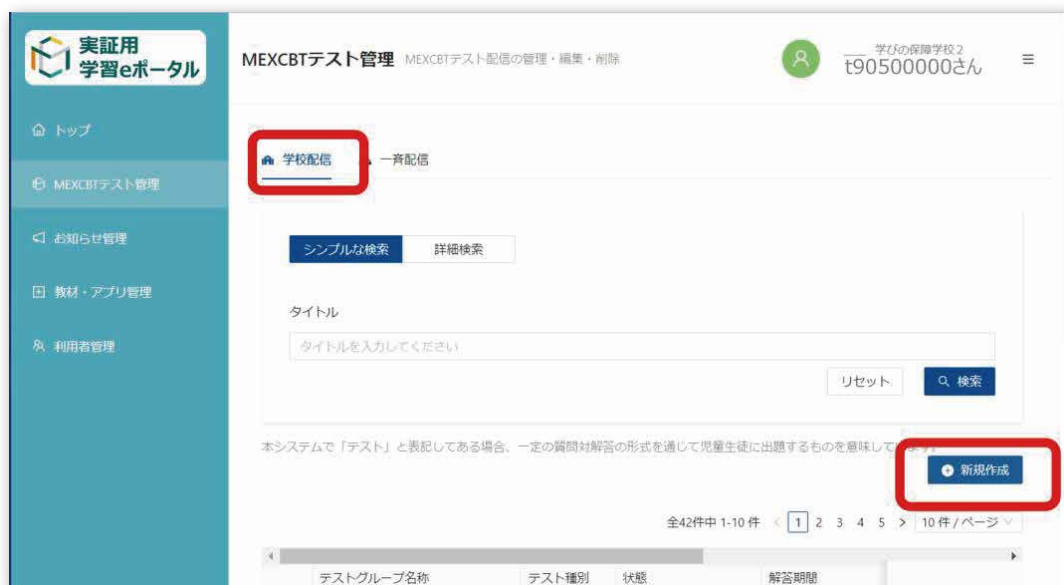 実証用
学習eポータル
MEXCBTテスト管理 MEXCBTテスト配信の管理・編集・削除
学びの保障学校2
t90500000さん
トップ
MEXCBTテスト管理
お知らせ管理
教材・アプリ管理
利用者管理
学校配信 一斉配信
シンプルな検索 詳細検索
タイトル
タイトルを入力してください
リセット 検索
本システムで「テスト」と表記してある場合、一定の質問対解答の形式を通じて児童生徒に出題するものを意味して
新規作成
全42件中 1-10 件 < 1 2 3 4 5 > 10 件 / ページ
テストグループ名称 テスト種別 状態 解答期間